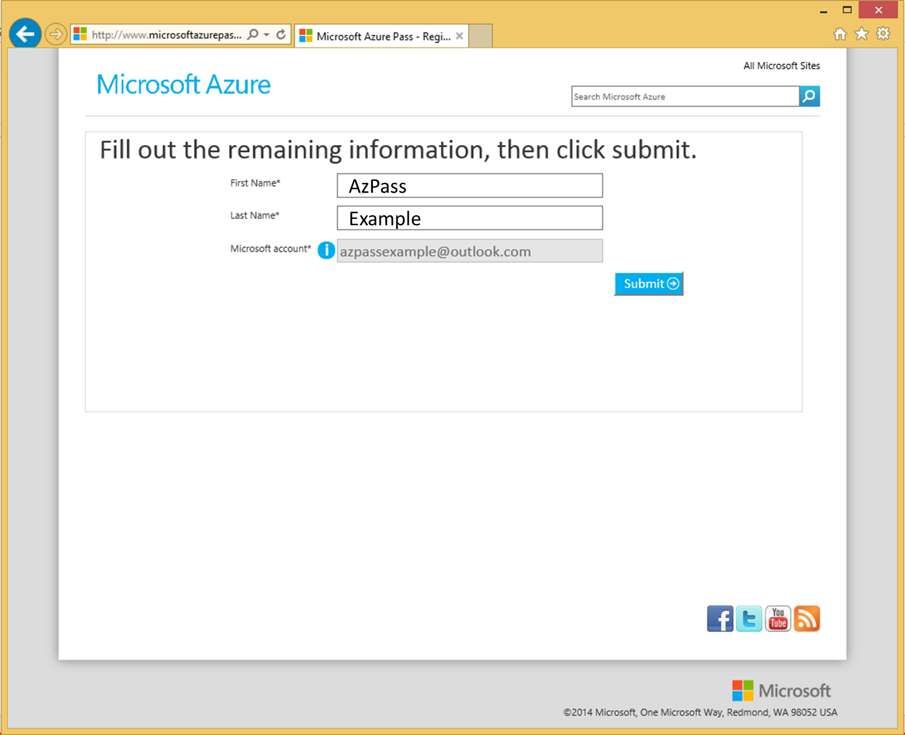 http://www.microsoftazurepas...
Microsoft Azure Pass - Regi...
All Microsoft Sites
Microsoft Azure
Search Microsoft Azure
Fill out the remaining information, then click submit.
First Name*
AzPass
Last Name*
Example
Microsoft account*
i
azpassexample@outlook.com
Submit
f
t
You
Tube
Microsoft
©2014 Microsoft, One Microsoft Way, Redmond, WA 98052 USA